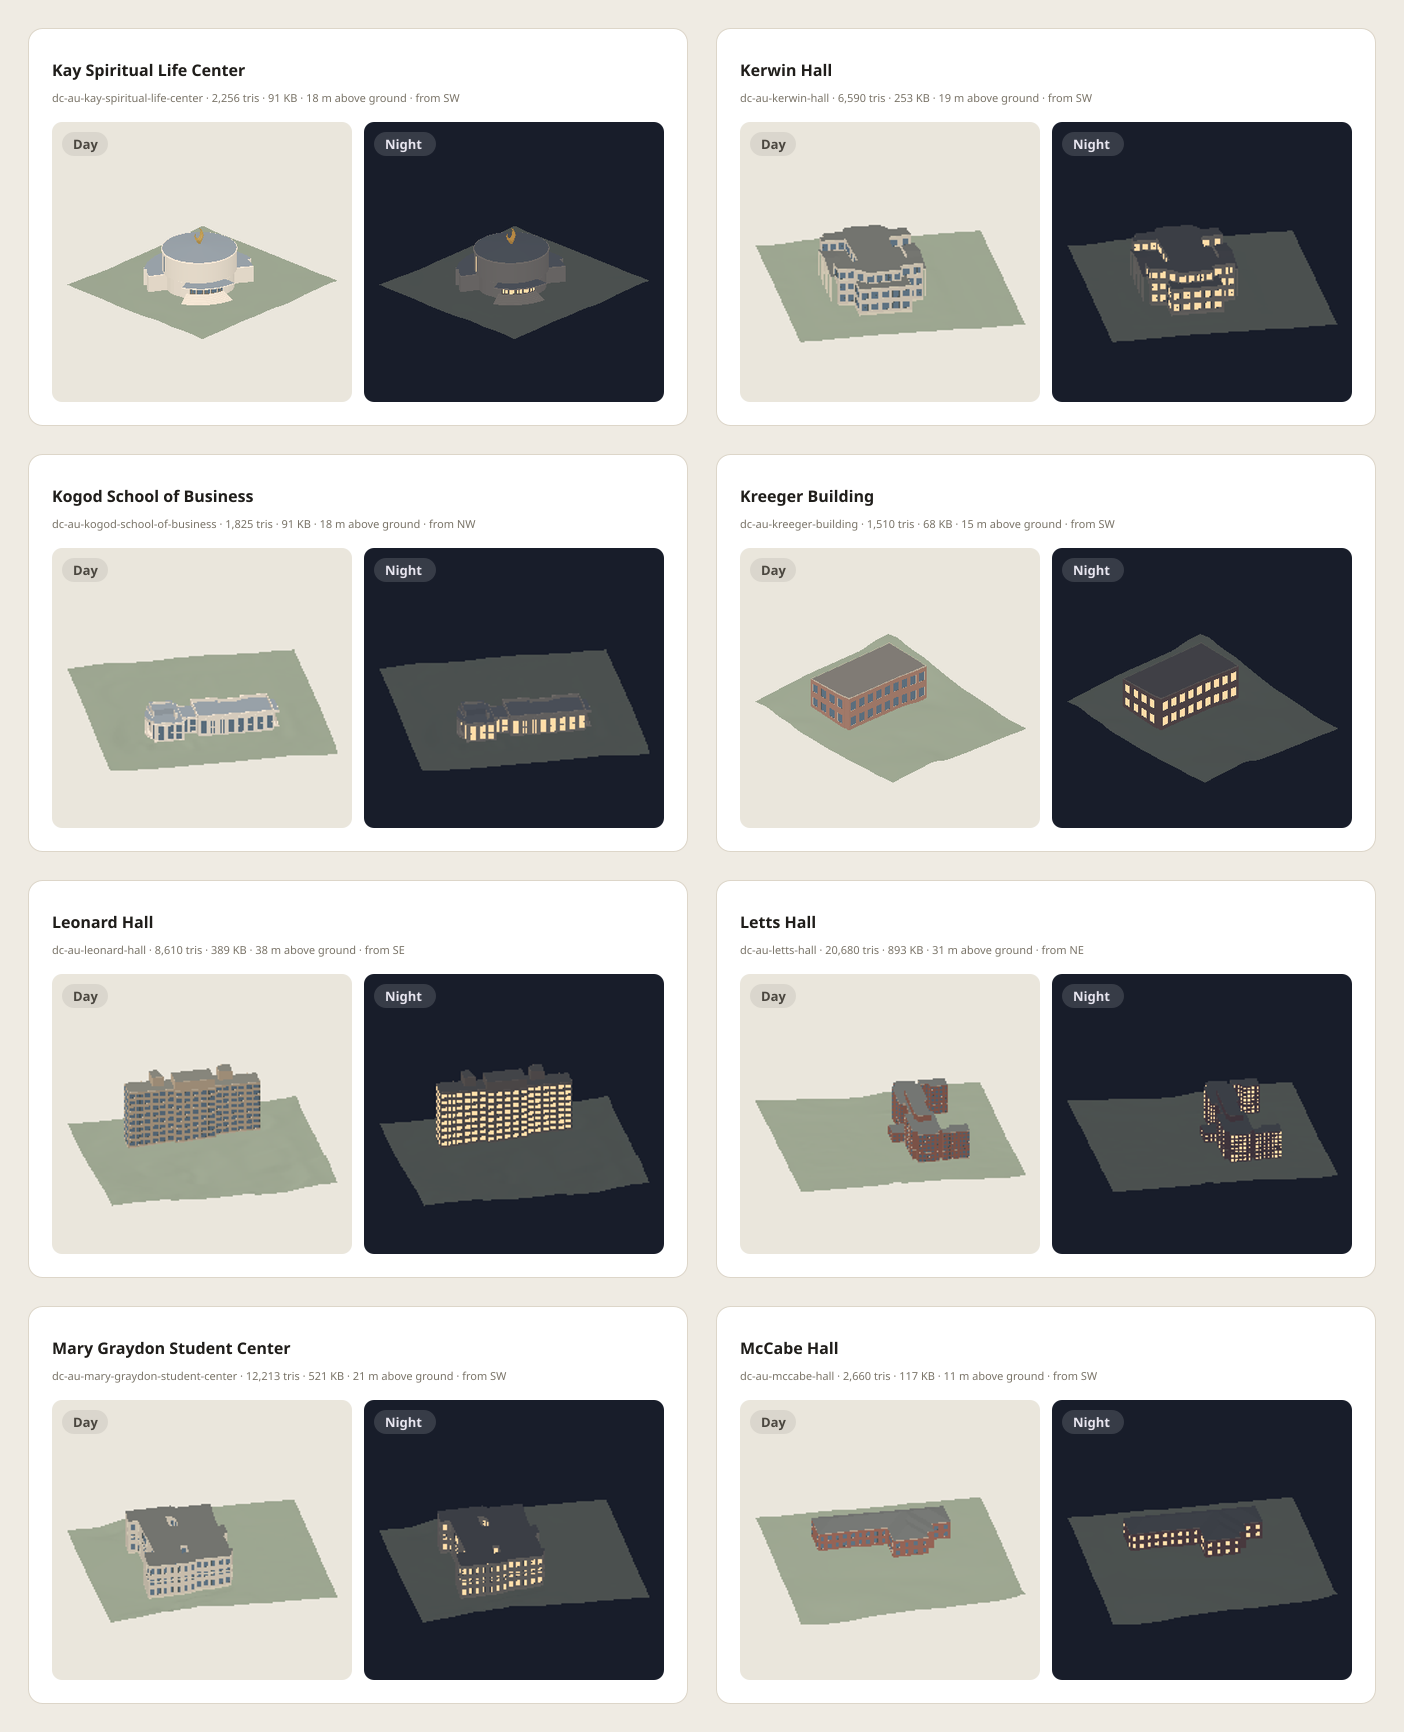 Kay Spiritual Life Center
dc-au-kay-spiritual-life-center · 2,256 tris · 91 KB · 18 m above ground · from SW
Day
Night
Kerwin Hall
dc-au-kerwin-hall · 6,590 tris · 253 KB · 19 m above ground · from SW
Day
Night
Kogod School of Business
dc-au-kogod-school-of-business · 1,825 tris · 91 KB · 18 m above ground · from NW
Day
Night
Kreeger Building
dc-au-kreeger-building · 1,510 tris · 68 KB · 15 m above ground · from SW
Day
Night
Leonard Hall
dc-au-leonard-hall · 8,610 tris · 389 KB · 38 m above ground · from SE
Day
Night
Letts Hall
dc-au-letts-hall · 20,680 tris · 893 KB · 31 m above ground · from NE
Day
Night
Mary Graydon Student Center
dc-au-mary-graydon-student-center · 12,213 tris · 521 KB · 21 m above ground · from SW
Day
Night
McCabe Hall
dc-au-mccabe-hall · 2,660 tris · 117 KB · 11 m above ground · from SW
Day
Night